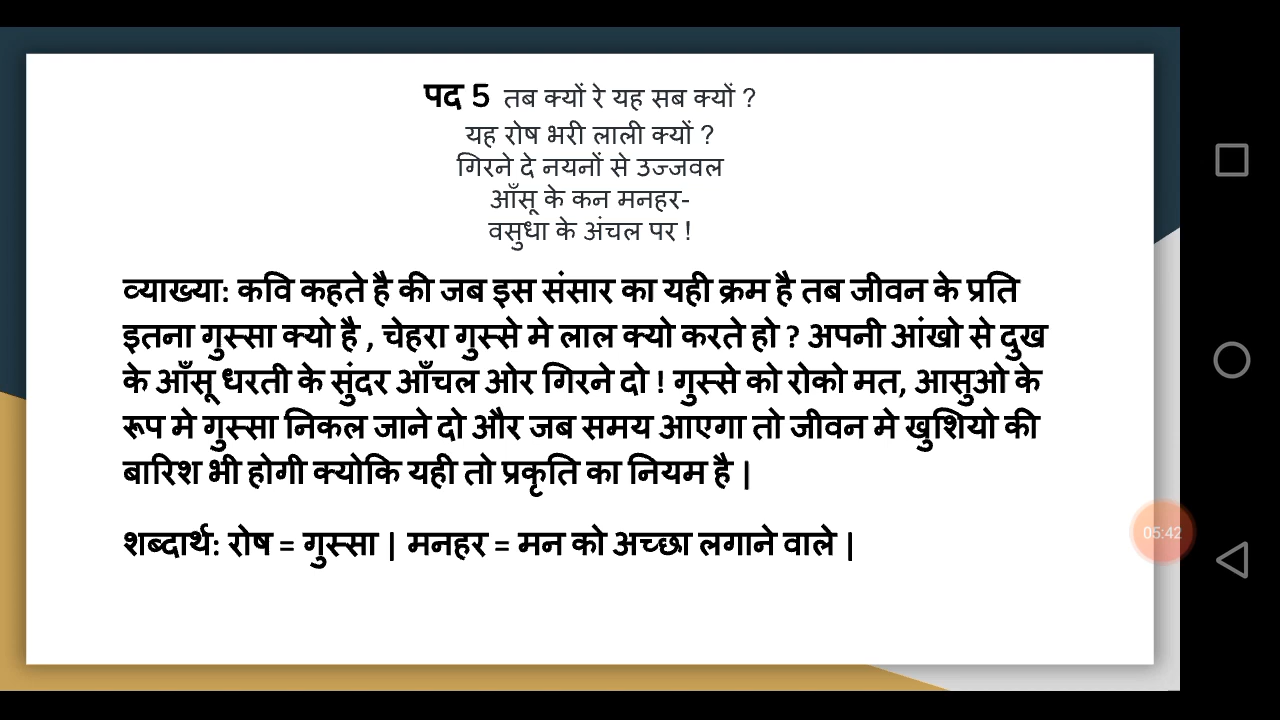 पद 5 तब क्यों रे यह सब क्यों ?
यह रोष भरी लाली क्यों ?
गिरने दे नयनों से उज्जवल
आँसू के कन मनहर-
वसुधा के अंचल पर !
व्याख्या: कवि कहते है की जब इस संसार का यही क्रम है तब जीवन के प्रति
इतना गुस्सा क्यो है , चेहरा गुस्से मे लाल क्यो करते हो ? अपनी आंखो से दुख
के आँसू धरती के सुंदर आँचल ओर गिरने दो ! गुस्से को रोको मत, आसुओ के
रूप मे गुस्सा निकल जाने दो और जब समय आएगा तो जीवन मे खुशियो की
बारिश भी होगी क्योकि यही तो प्रकृति का नियम है |
शब्दार्थ: रोष = गुस्सा | मनहर = मन को अच्छा लगाने वाले |
05:42